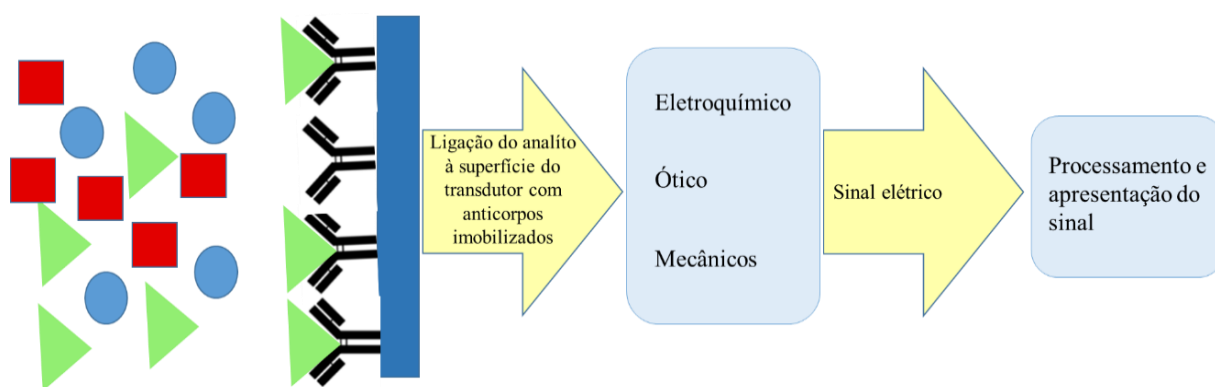 Ligação do analito
à superfície do
transdutor com
anticorpos
imobilizados
Eletroquímico
Ótico
Mecânicos
Sinal elétrico
Processamento e
apresentação do
sinal